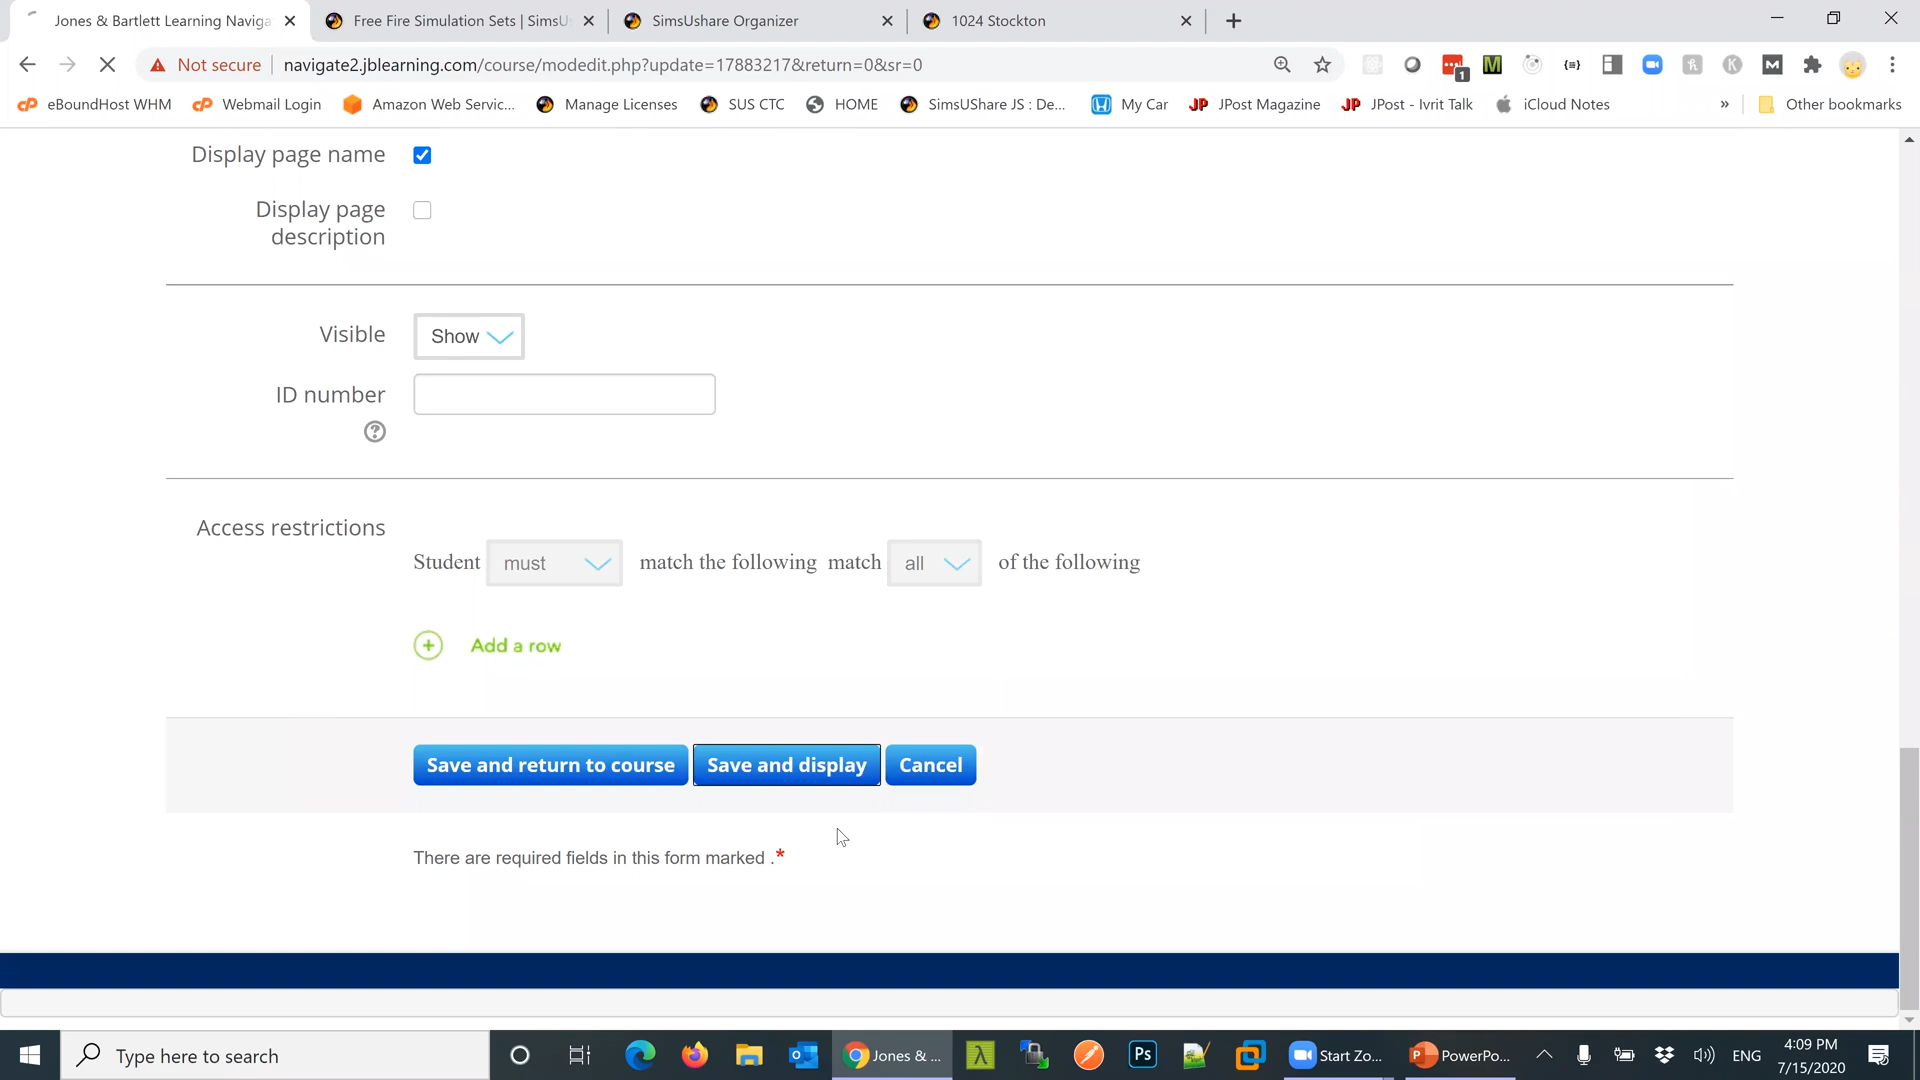 Jones & Bartlett Learning Naviga
Free Fire Simulation Sets | SimsU
SimsUshare Organizer
1024 Stockton
Not secure
navigate2.jblearning.com/course/modedit.php?update=17883217&return=0&sr=0
1
eBoundHost WHM
Webmail Login
Amazon Web Servic...
Manage Licenses
SUS CTC
HOME
SimsUShare JS : De...
My Car
JP JPost Magazine
JP JPost - Ivrit Talk
iCloud Notes
»
Other bookmarks
Display page name
Display page description
Visible
Show
ID number
Access restrictions
Student must match the following match all of the following
Add a row
Save and return to course
Save and display
Cancel
There are required fields in this form marked .*
Type here to search
Jones & ...
Ps
Start Zo...
PowerPo...
ENG
4:09 PM
7/15/2020